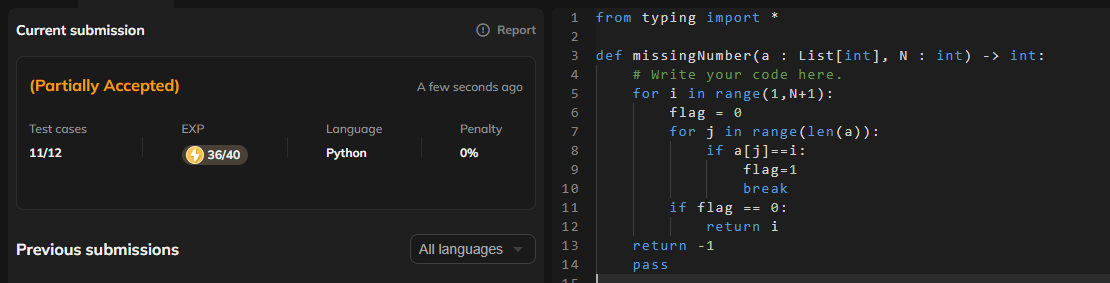 Current submission
Report
(Partially Accepted)
A few seconds ago
Test cases
EXP
Language
Penalty
11/12
36/40
Python
0%
Previous submissions
All languages
1 from typing import *
2
3 def missingNumber(a : List[int], N : int) -> int:
4     # Write your code here.
5     for i in range(1,N+1):
6         flag = 0
7         for j in range(len(a)):
8             if a[j]==i:
9                 flag=1
10                 break
11         if flag == 0:
12             return i
13     return -1
14     pass
15